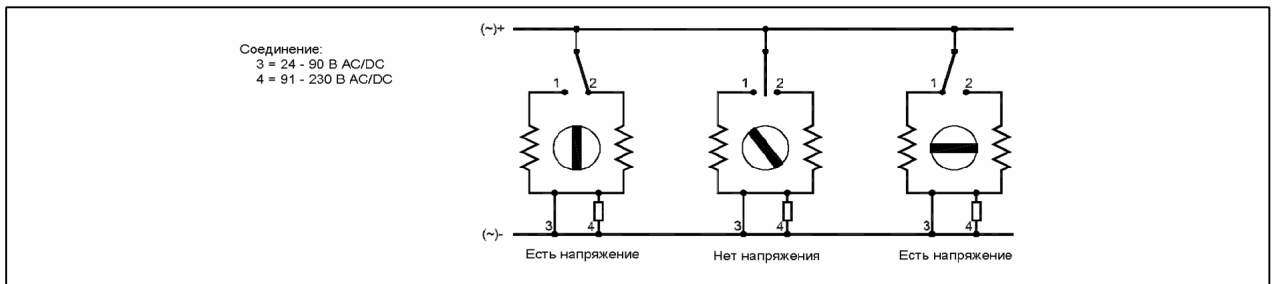 (~)+
Соединение:
3 = 24 - 90 В AC/DC
4 = 91 - 230 В AC/DC
1 2
1 2
1 2
3 4
3 4
3 4
(~)-
Есть напряжение
Нет напряжения
Есть напряжение